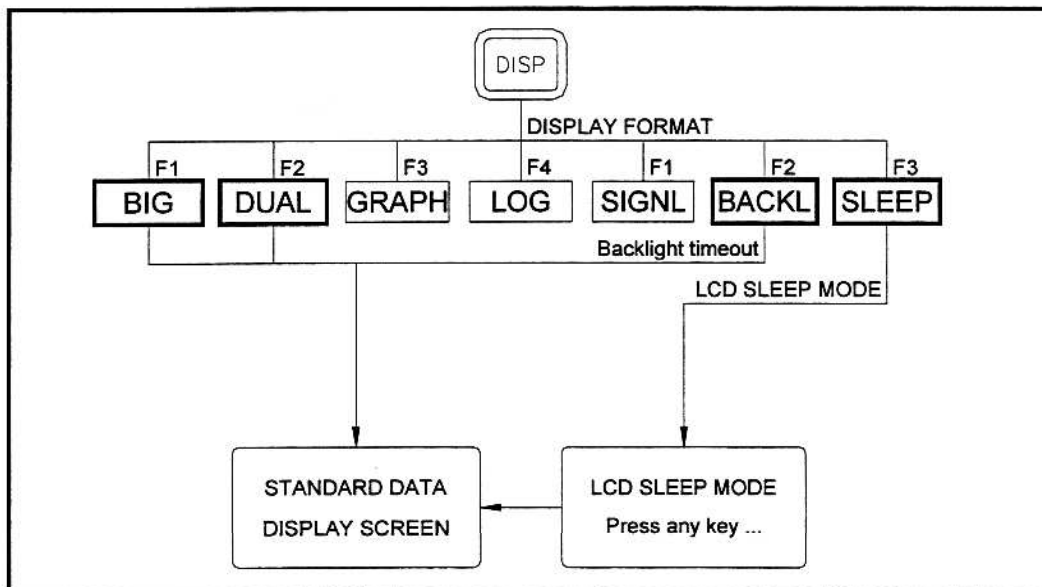 DISP
DISPLAY FORMAT
F1 F2 F3 F4 F1 F2 F3
BIG DUAL GRAPH LOG SIGNL BACKL SLEEP
Backlight timeout
LCD SLEEP MODE
STANDARD DATA
DISPLAY SCREEN
LCD SLEEP MODE
Press any key ...